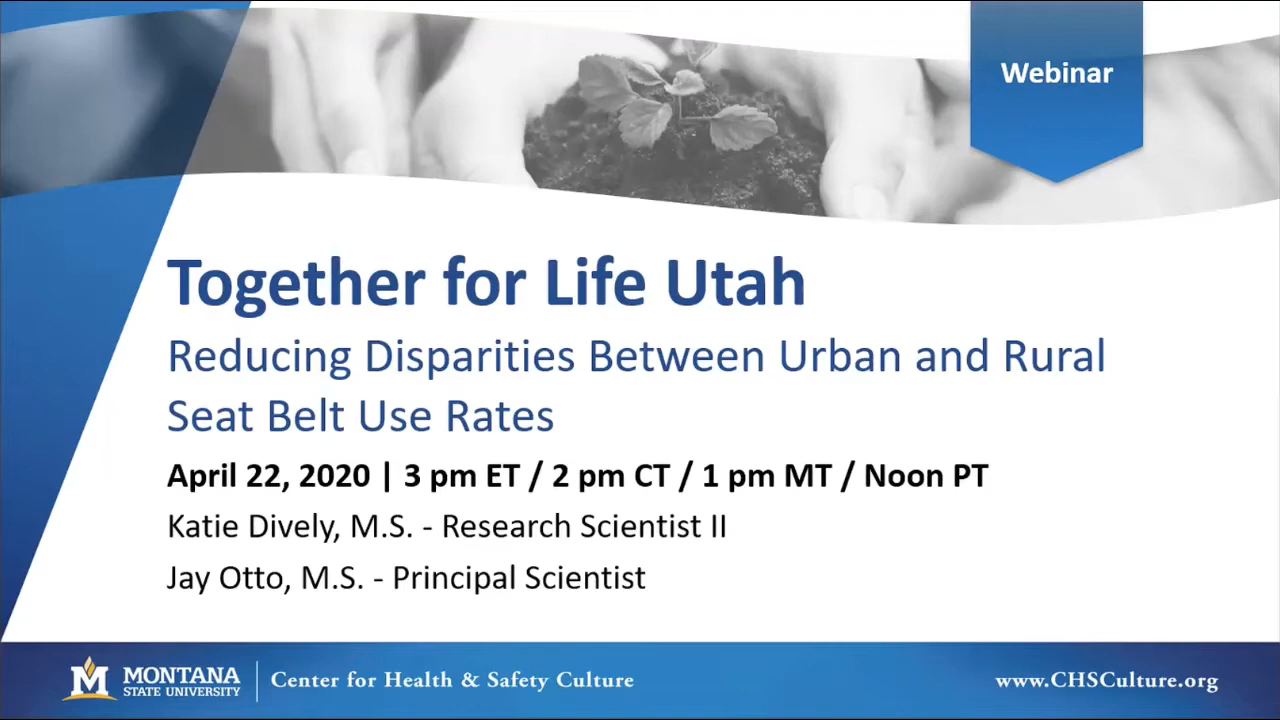 Webinar
Together for Life Utah
Reducing Disparities Between Urban and Rural
Seat Belt Use Rates
April 22, 2020 | 3 pm ET / 2 pm CT / 1 pm MT / Noon PT
Katie Dively, M.S. - Research Scientist II
Jay Otto, M.S. - Principal Scientist
M MONTANA
STATE UNIVERSITY
Center for Health & Safety Culture
www.CHSCulture.org